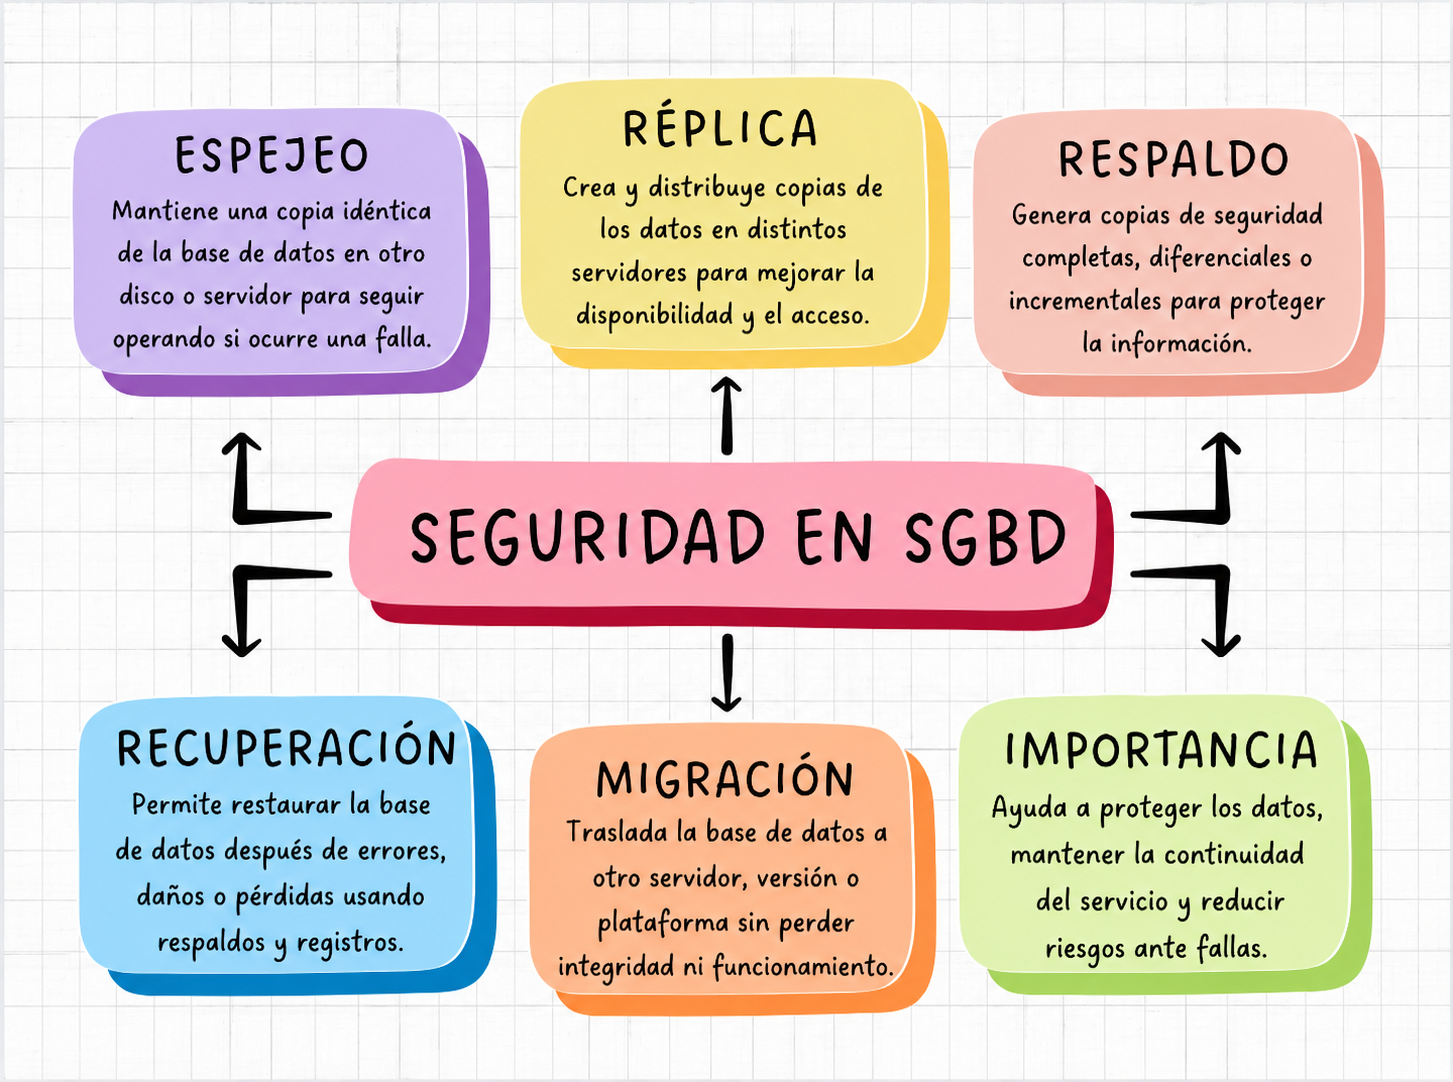 ESPEJEO
Mantiene una copia idéntica
de la base de datos en otro
disco o servidor para seguir
operando si ocurre una falla.
RÉPLICA
Crea y distribuye copias de
los datos en distintos
servidores para mejorar la
disponibilidad y el acceso.
RESPALDO
Genera copias de seguridad
completas, diferenciales o
incrementales para proteger
la información.
SEGURIDAD EN SGBD
RECUPERACIÓN
Permite restaurar la base
de datos después de errores,
daños o pérdidas usando
respaldos y registros.
MIGRACIÓN
Traslada la base de datos a
otro servidor, versión o
plataforma sin perder
integridad ni funcionamiento.
IMPORTANCIA
Ayuda a proteger los datos,
mantener la continuidad
del servicio y reducir
riesgos ante fallas.